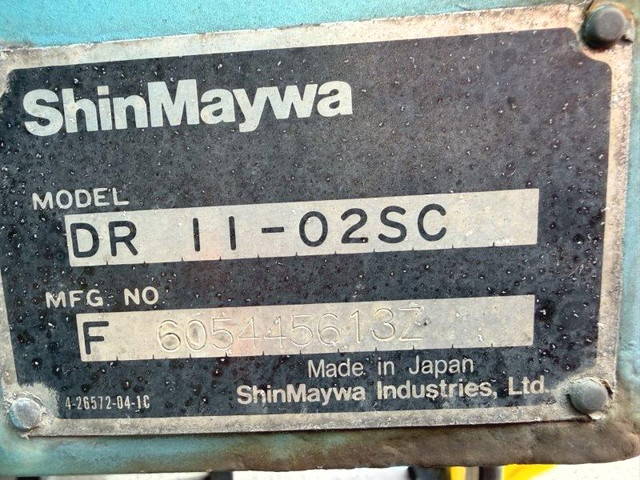 ShinMaywa
MODEL
DR 11-02SC
MFG NO
F 605445613Z
Made in Japan
ShinMaywa Industries, Ltd.
4-26572-04-1C